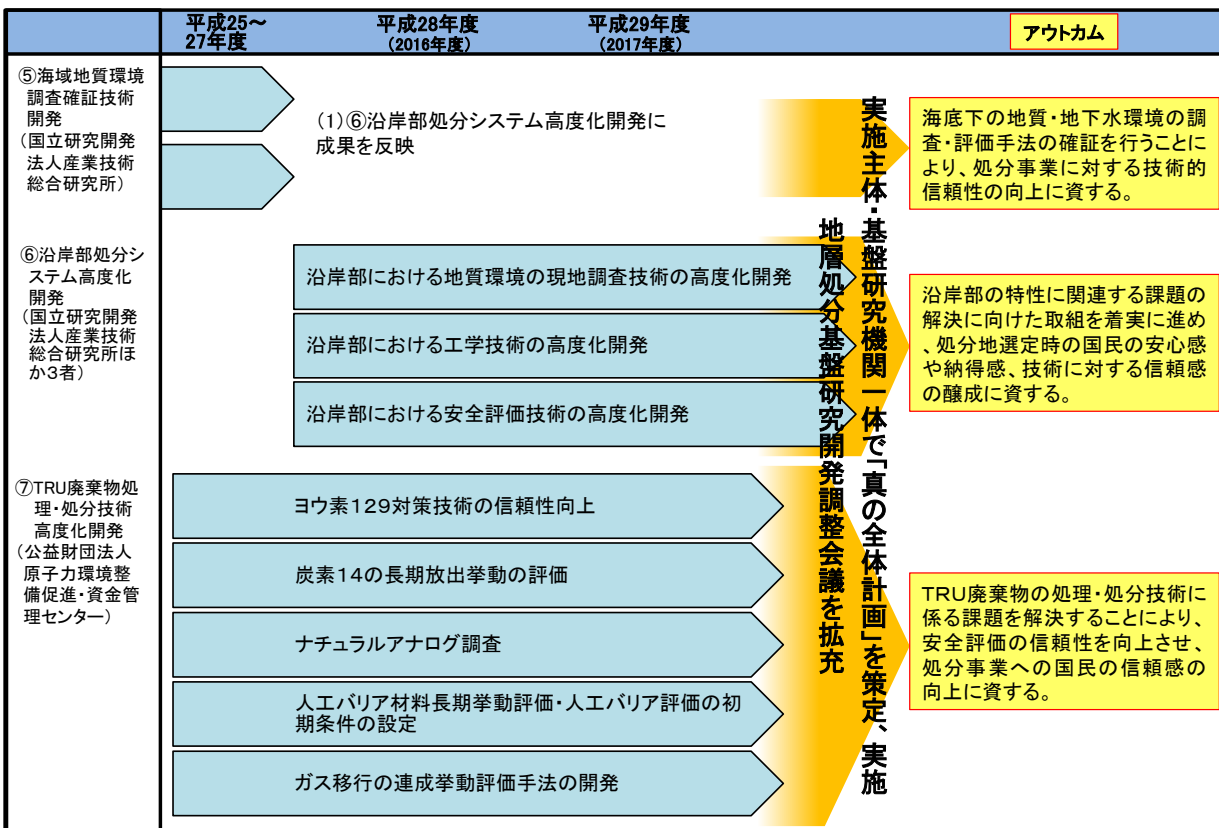 平成25～
27年度
平成28年度
(2016年度)
平成29年度
(2017年度)
アウトカム
⑤海域地質環境
調査確証技術
開発
(国立研究開発
法人産業技術
総合研究所)
(1)⑥沿岸部処分システム高度化開発に
成果を反映
海底下の地質・地下水環境の調
査・評価手法の確証を行うことに
より、処分事業に対する技術的
信頼性の向上に資する。
⑥沿岸部処分シ
ステム高度化
開発
(国立研究開発
法人産業技術
総合研究所ほ
か3者)
沿岸部における地質環境の現地調査技術の高度化開発
沿岸部における工学技術の高度化開発
沿岸部における安全評価技術の高度化開発
沿岸部の特性に関連する課題の
解決に向けた取組を着実に進め
、処分地選定時の国民の安心感
や納得感、技術に対する信頼感
の醸成に資する。
⑦TRU廃棄物処
理・処分技術
高度化開発
(公益財団法人
原子力環境整
備促進・資金管
理センター)
ヨウ素129対策技術の信頼性向上
炭素14の長期放出挙動の評価
ナチュラルアナログ調査
人工バリア材料長期挙動評価・人工バリア評価の初
期条件の設定
ガス移行の連成挙動評価手法の開発
TRU廃棄物の処理・処分技術に
係る課題を解決することにより、
安全評価の信頼性を向上させ、
処分事業への国民の信頼感の
向上に資する。
実施主体・基盤研究機関一体で「真の全体計画」を策定、実施
地層処分基盤研究開発調整会議を拡充